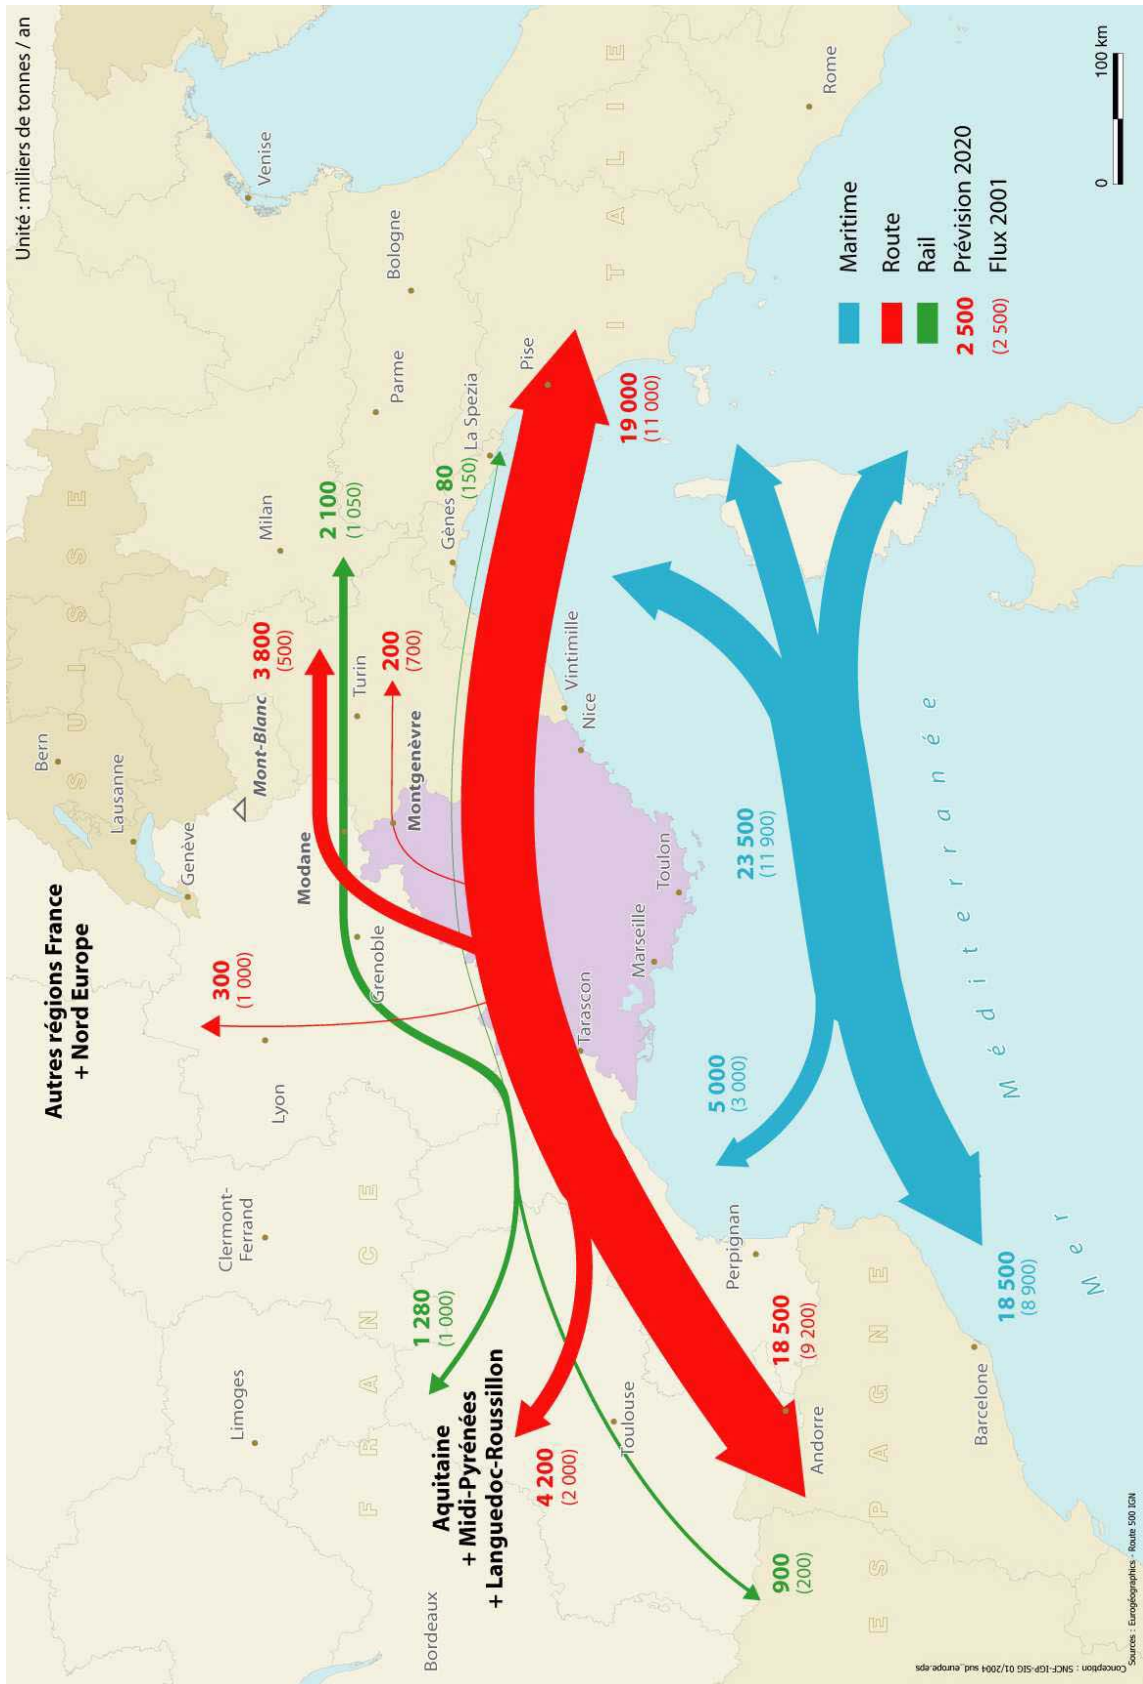 Unité : milliers de tonnes / an
Autres régions France
+ Nord Europe
Bern
Lausanne
Genève
S U I S S E
Mont-Blanc
Venise
300
(1 000)
3 800
(500)
Milan
Lyon
Modane
2 100
(1 050)
Clermont-
Ferrand
Limoges
F R A N C E
Grenoble
Turin
200
(700)
Montgenèvre
Parme
Bologne
1 280
(1 000)
Gènes
80
(150)
La Spezia
Bordeaux
Aquitaine
+ Midi-Pyrénées
+ Languedoc-Roussillon
4 200
(2 000)
Pise
Tarascon
Nice
Vintimille
Toulouse
Marseille
Toulon
19 000
(11 000)
I T A L I E
Rome
Perpignan
5 000
(3 000)
23 500
(11 900)
18 500
(9 200)
900
(200)
Andorre
E S P A G N E
Barcelone
18 500
(8 900)
Mer Méditerranée
Maritime
Route
Rail
2 500 Prévision 2020
(2 500) Flux 2001
0 100 km
Conception : SNCF-IGP-SIG 01/2004 sud_europe.eps
Sources : Eurogéographics - Route 500 IGN